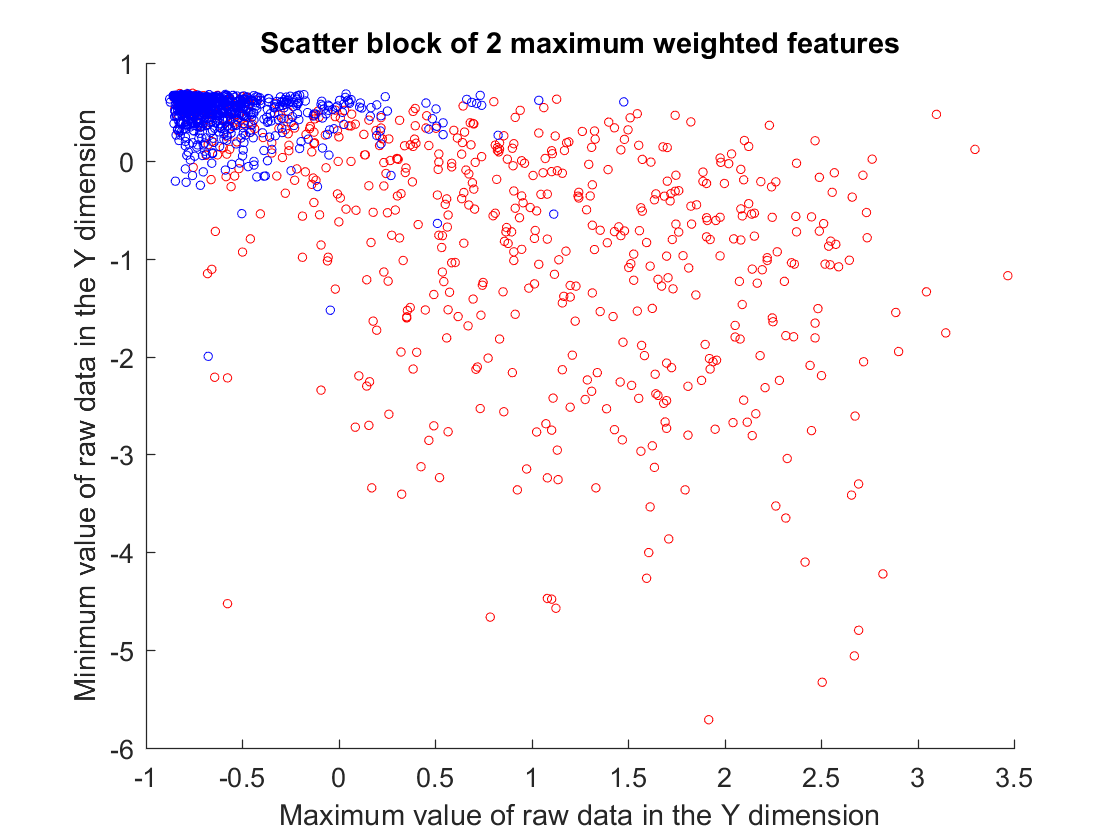 Scatter block of 2 maximum weighted features
1
0
-1
-2
-3
-4
-5
-6
Minimum value of raw data in the Y dimension
-1 -0.5 0 0.5 1 1.5 2 2.5 3 3.5
Maximum value of raw data in the Y dimension